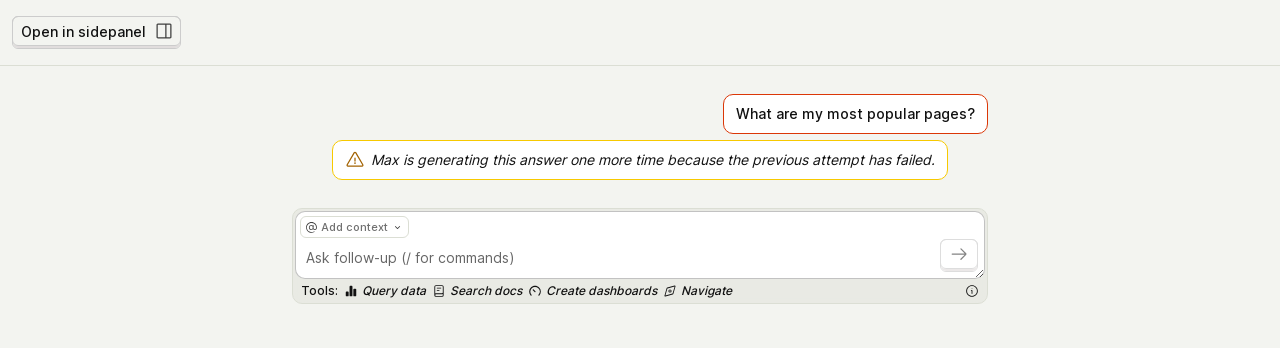 Open in sidepanel
What are my most popular pages?
Max is generating this answer one more time because the previous attempt has failed.
@ Add context
Ask follow-up (/ for commands)
Tools: Query data Search docs Create dashboards Navigate